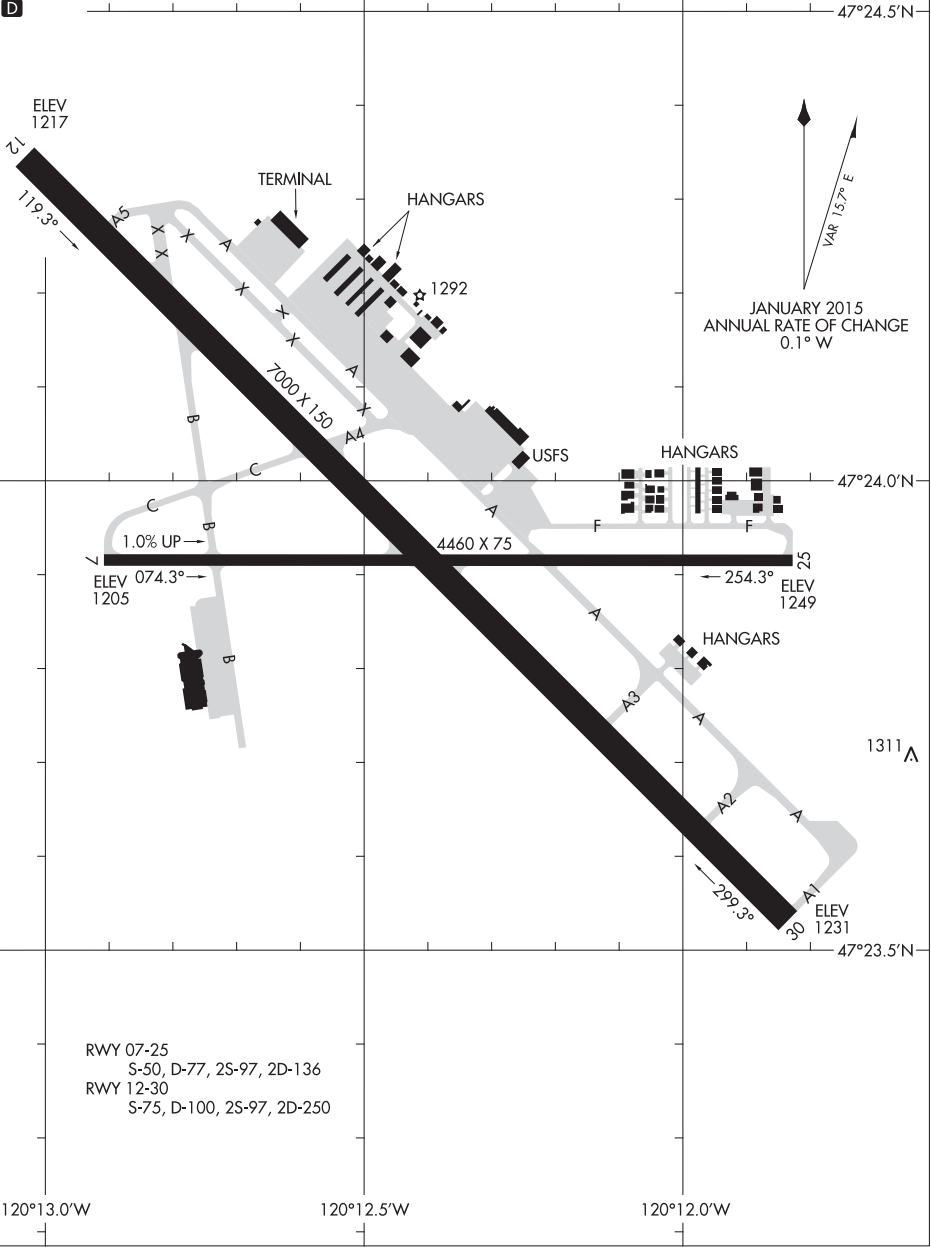 D
47°24.5'N
ELEV
1217
12
TERMINAL
HANGARS
119.3°
A5
X
X
X
A
X
X
X
VAR 15.7° E
1292
JANUARY 2015
ANNUAL RATE OF CHANGE
0.1° W
A
7000 X 150
X
B
A4
C
USFS
HANGARS
47°24.0'N
C
A
B
F
F
1.0% UP
4460 X 75
7
25
ELEV
1205
074.3°
254.3°
ELEV
1249
A
HANGARS
B
A3
A
1311
A2
A
299.3°
A1
ELEV
1231
30
47°23.5'N
RWY 07-25
S-50, D-77, 2S-97, 2D-136
RWY 12-30
S-75, D-100, 2S-97, 2D-250
120°13.0'W
120°12.5'W
120°12.0'W